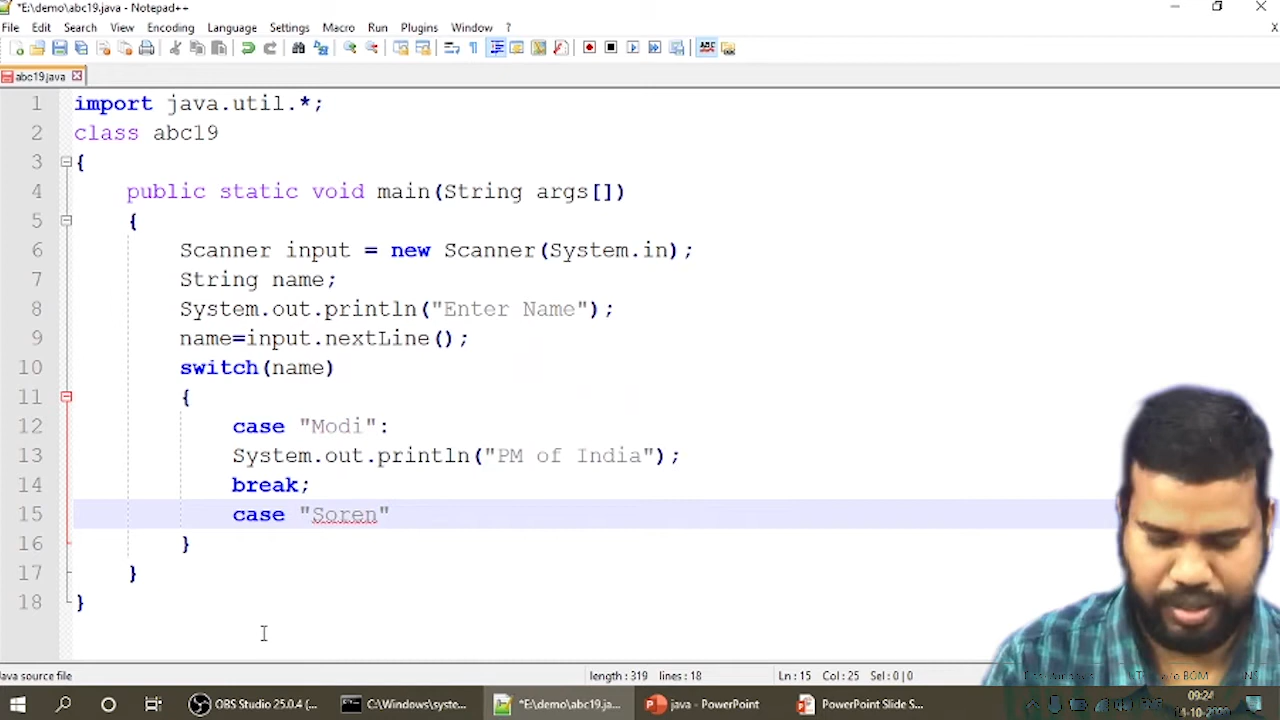 *E:\demo\abc19.java - Notepad++
File Edit Search View Encoding Language Settings Macro Run Plugins Window ?
abc19.java
1 import java.util.*;
2 class abc19
3 {
4 public static void main(String args[])
5 {
6 Scanner input = new Scanner(System.in);
7 String name;
8 System.out.println("Enter Name");
9 name=input.nextLine();
10 switch(name)
11 {
12 case "Modi":
13 System.out.println("PM of India");
14 break;
15 case "Soren"
16 }
17 }
18 }
Java source file length : 319 lines : 18 Ln : 15 Col : 25 Sel : 0 | 0
OBS Studio 25.0.4 (... C:\Windows\syste... *E:\demo\abc19.ja... java - PowerPoint PowerPoint Slide S... 09:24